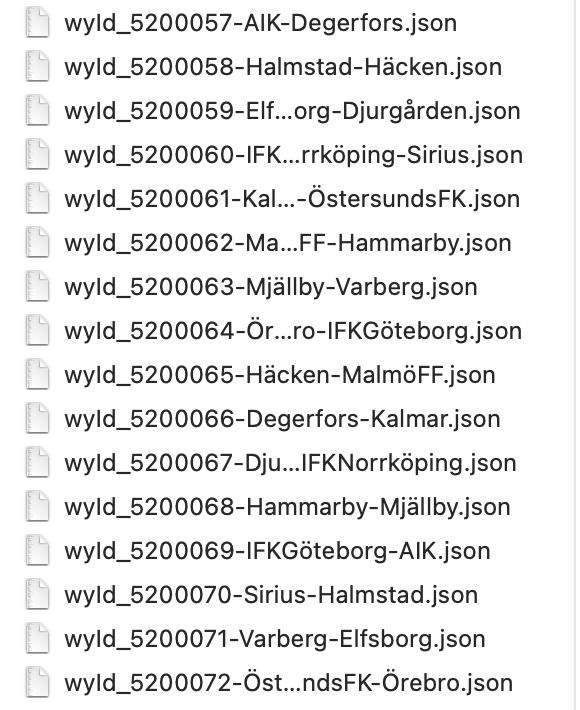 wyId_5200057-AIK-Degerfors.json
wyId_5200058-Halmstad-Häcken.json
wyId_5200059-Elf...org-Djurgården.json
wyId_5200060-IFK...rrköping-Sirius.json
wyId_5200061-Kal...-ÖstersundsFK.json
wyId_5200062-Ma...FF-Hammarby.json
wyId_5200063-Mjällby-Varberg.json
wyId_5200064-Ör...ro-IFKGöteborg.json
wyId_5200065-Häcken-MalmöFF.json
wyId_5200066-Degerfors-Kalmar.json
wyId_5200067-Dju...IFKNorrköping.json
wyId_5200068-Hammarby-Mjällby.json
wyId_5200069-IFKGöteborg-AIK.json
wyId_5200070-Sirius-Halmstad.json
wyId_5200071-Varberg-Elfsborg.json
wyId_5200072-Öst...ndsFK-Örebro.json